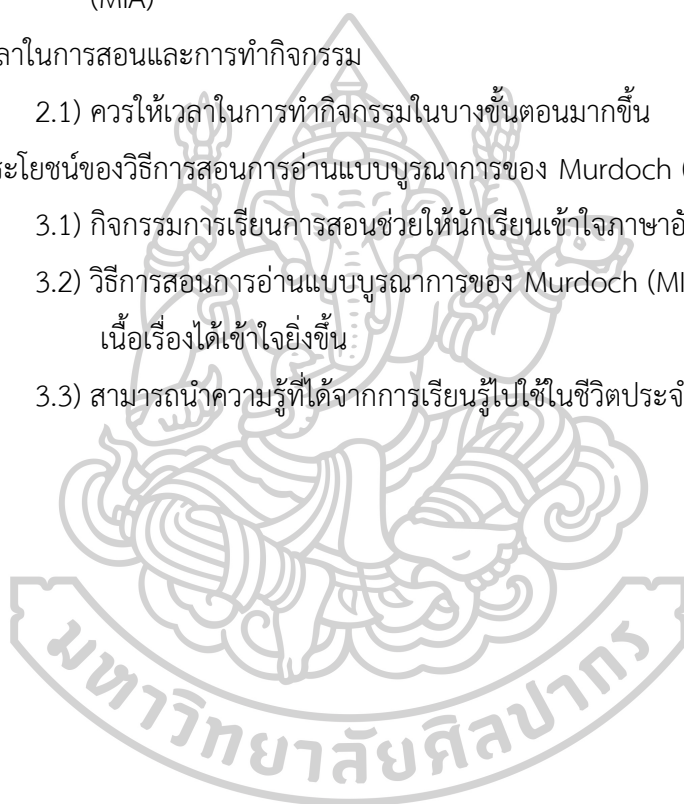 (MIA)
ลาในการสอนและการทำกิจกรรม
2.1) ควรให้เวลาในการทำกิจกรรมในบางขั้นตอนมากขึ้น
ระโยชน์ของวิธีการสอนการอ่านแบบบูรณาการของ Murdoch (
3.1) กิจกรรมการเรียนการสอนช่วยให้นักเรียนเข้าใจภาษาอั
3.2) วิธีการสอนการอ่านแบบบูรณาการของ Murdoch (MI
เนื้อเรื่องได้เข้าใจยิ่งขึ้น
3.3) สามารถนำความรู้ที่ได้จากการเรียนรู้ไปใช้ในชีวิตประจำ
มหาวิทยาลัยศิลปากร